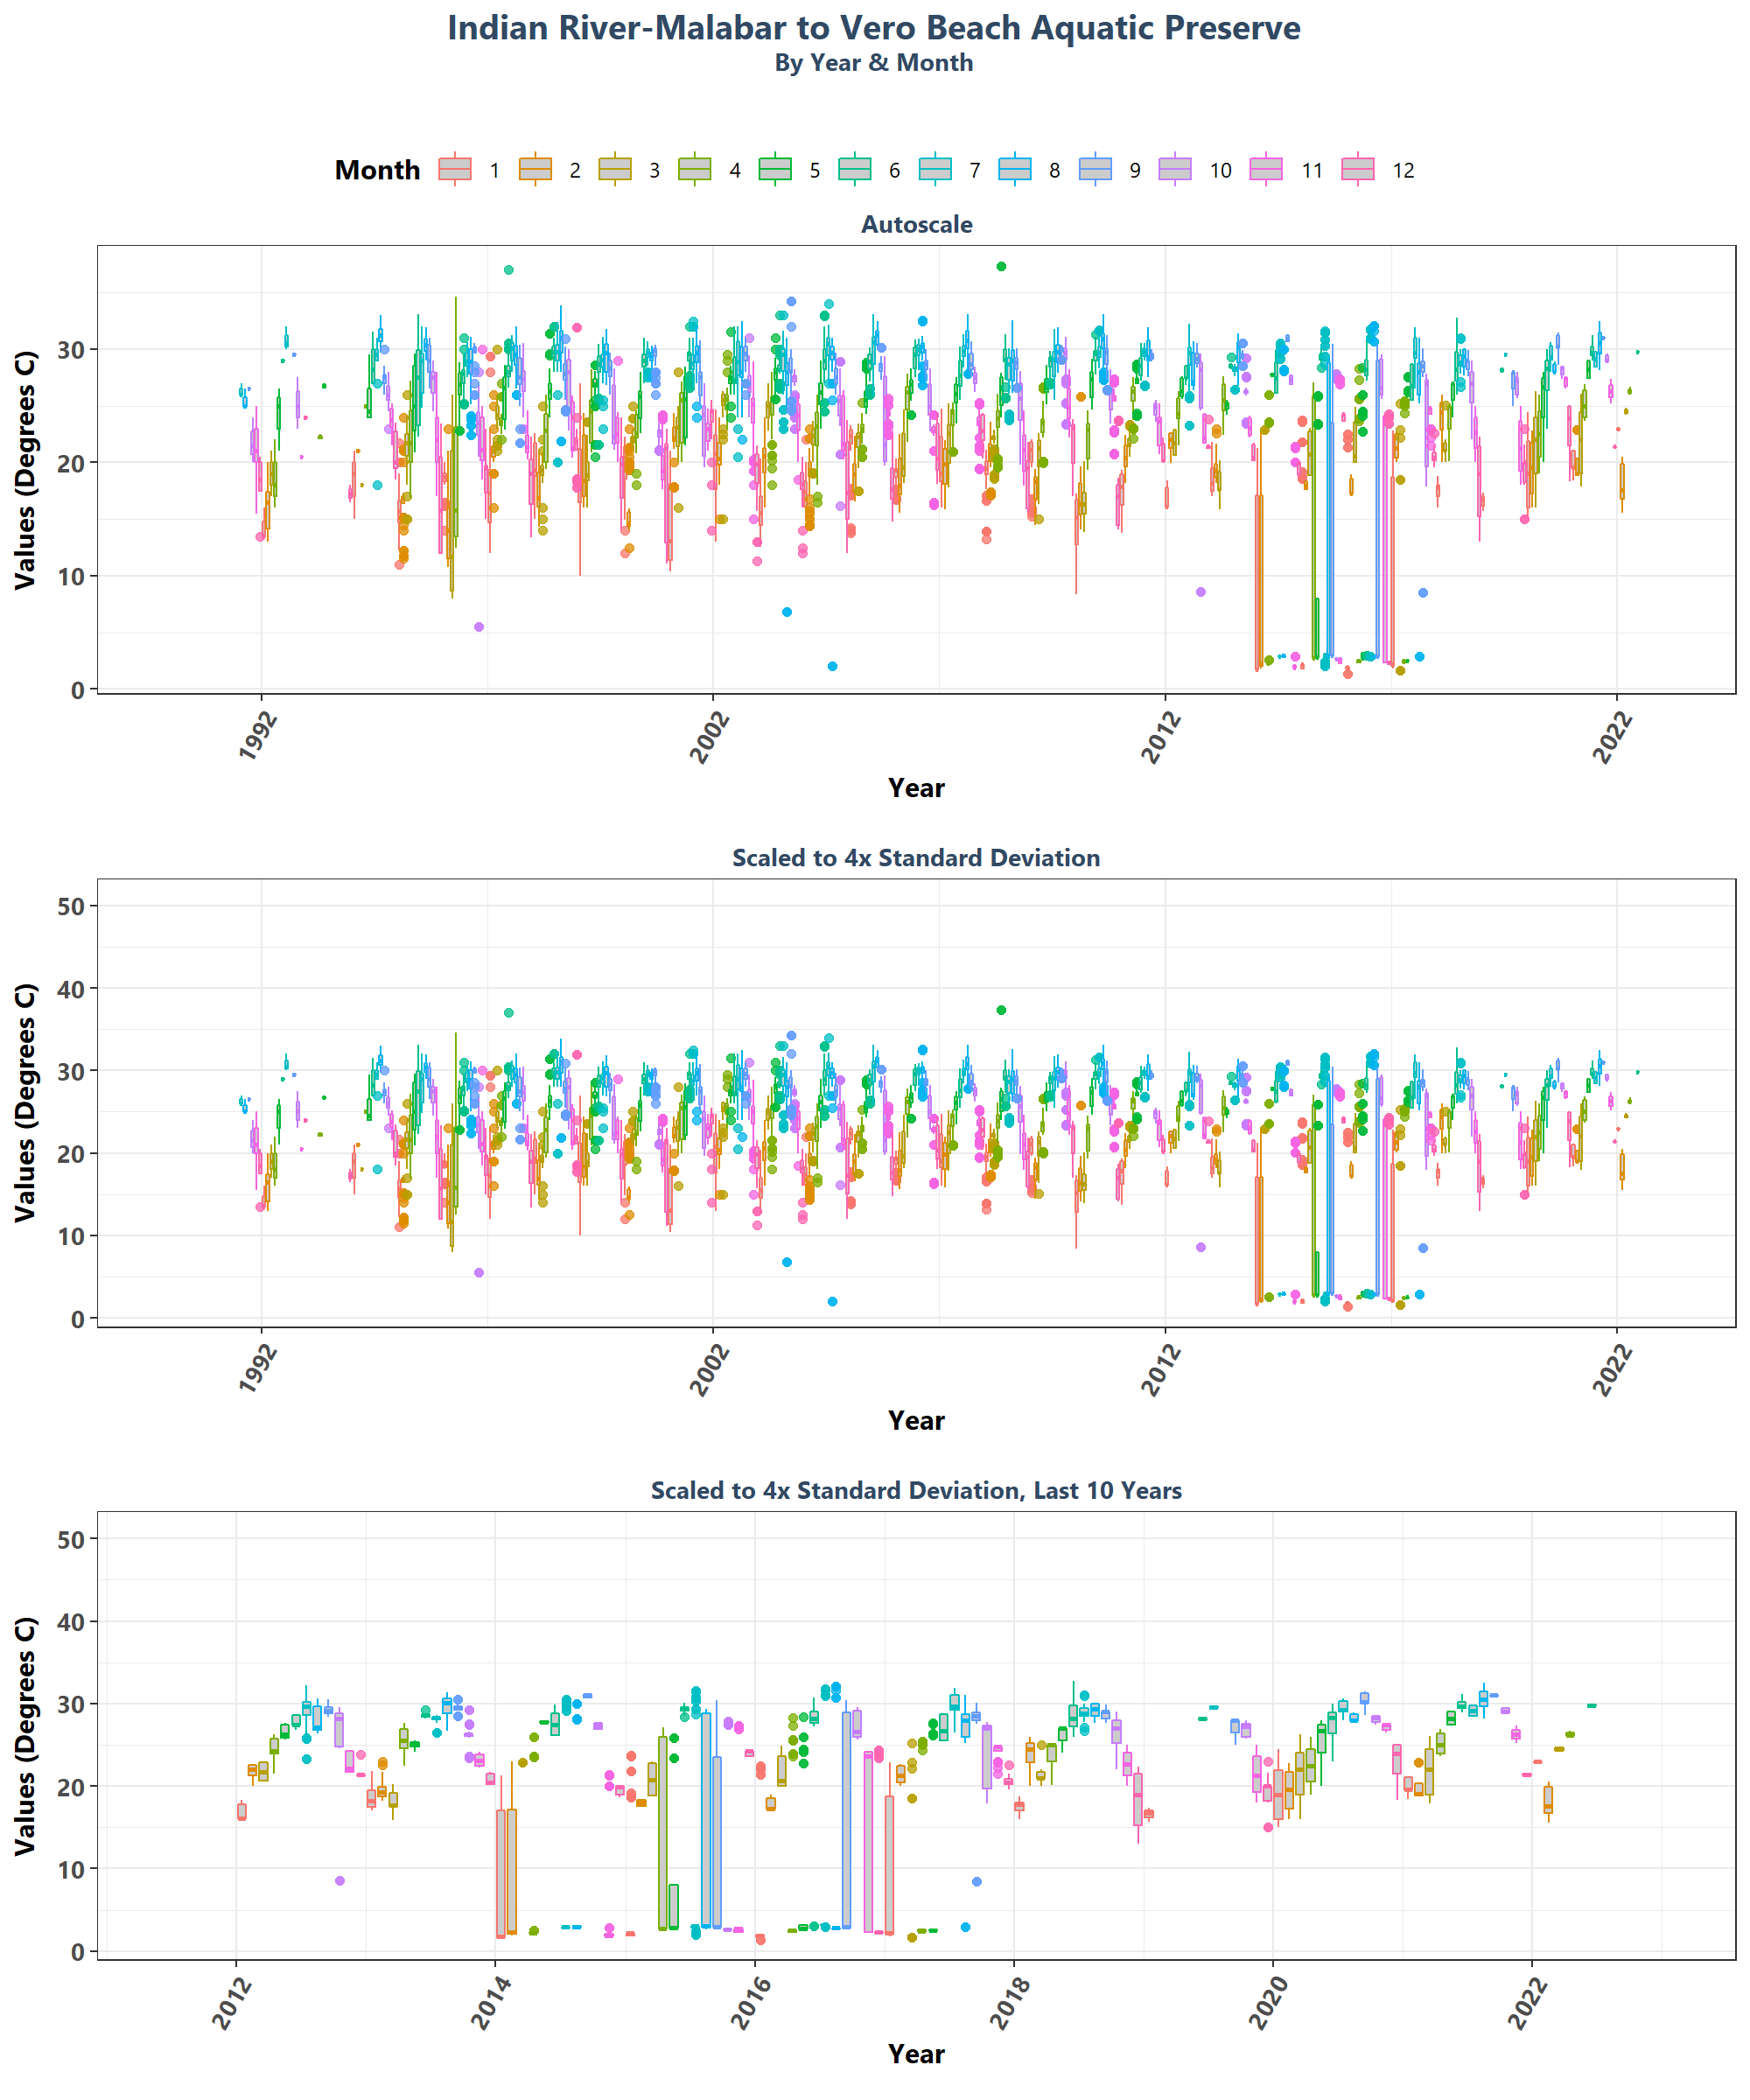 Indian River-Malabar to Vero Beach Aquatic Preserve
By Year & Month
Month 1 2 3 4 5 6 7 8 9 10 11 12
Autoscale
Values (Degrees C)
30
20
10
0
1992 2002 2012 2022
Year
Scaled to 4x Standard Deviation
Values (Degrees C)
50
40
30
20
10
0
1992 2002 2012 2022
Year
Scaled to 4x Standard Deviation, Last 10 Years
Values (Degrees C)
50
40
30
20
10
0
2012 2014 2016 2018 2020 2022
Year